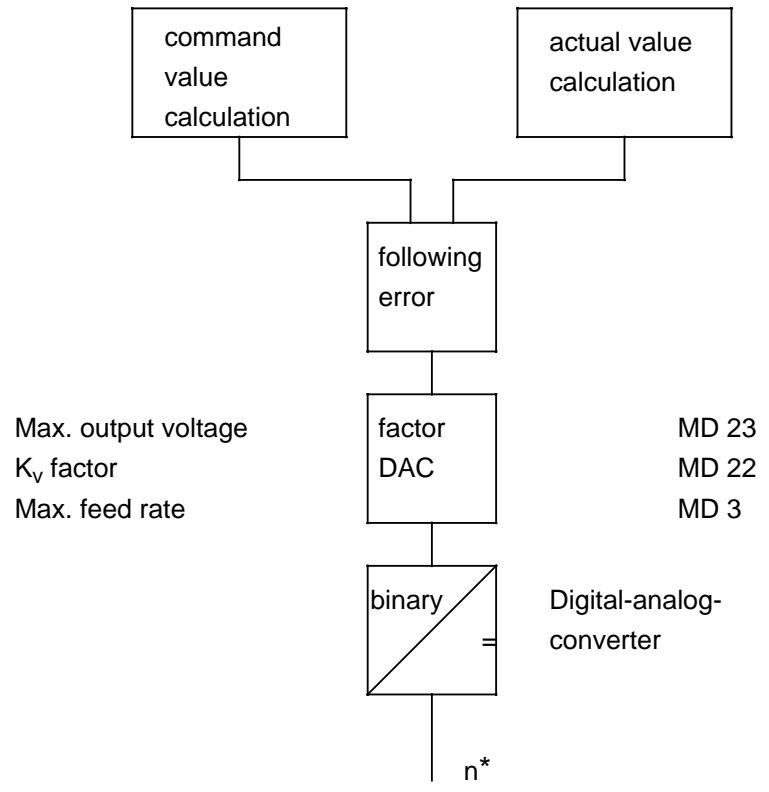 command
value
calculation
actual value
calculation
following
error
Max. output voltage
Kv factor
Max. feed rate
factor
DAC
MD 23
MD 22
MD 3
binary
=
Digital-analog-
converter
n*